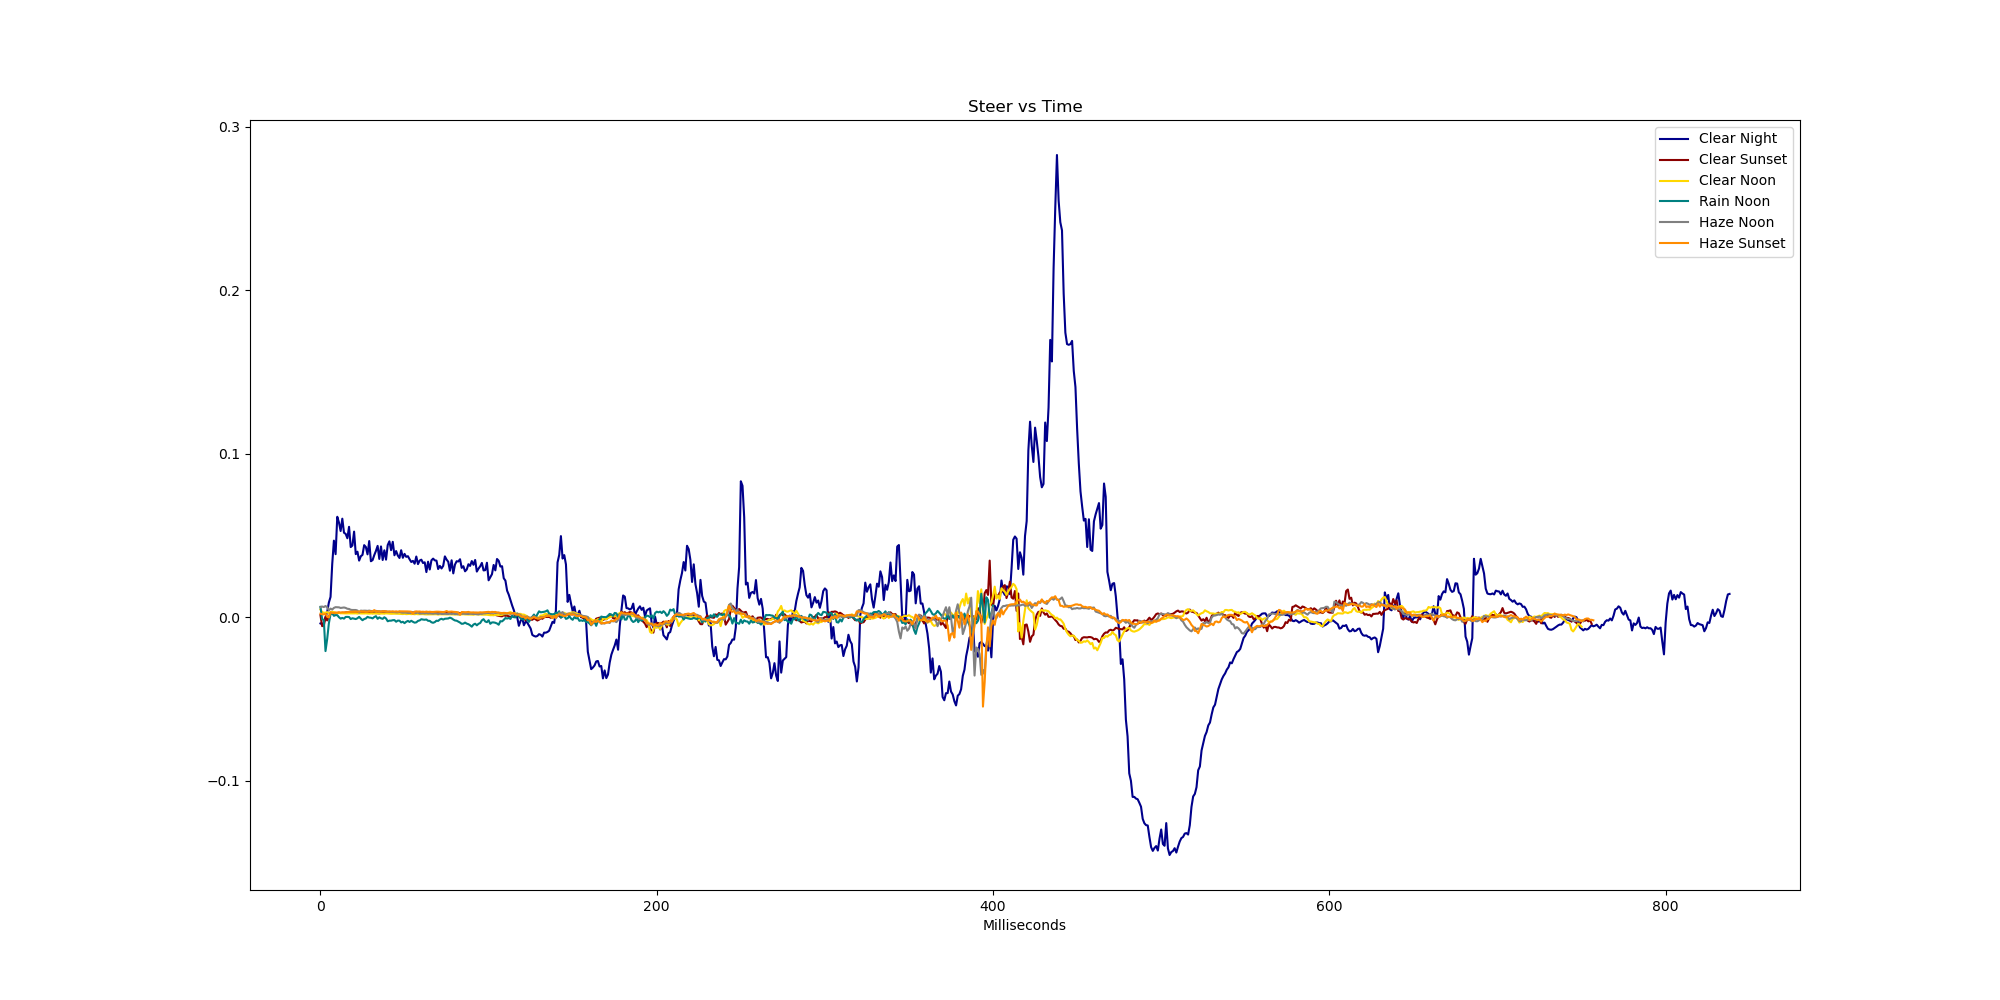 Steer vs Time
0.3
0.2
0.1
0.0
−0.1
Clear Night
Clear Sunset
Clear Noon
Rain Noon
Haze Noon
Haze Sunset
0
200
400
600
800
Milliseconds